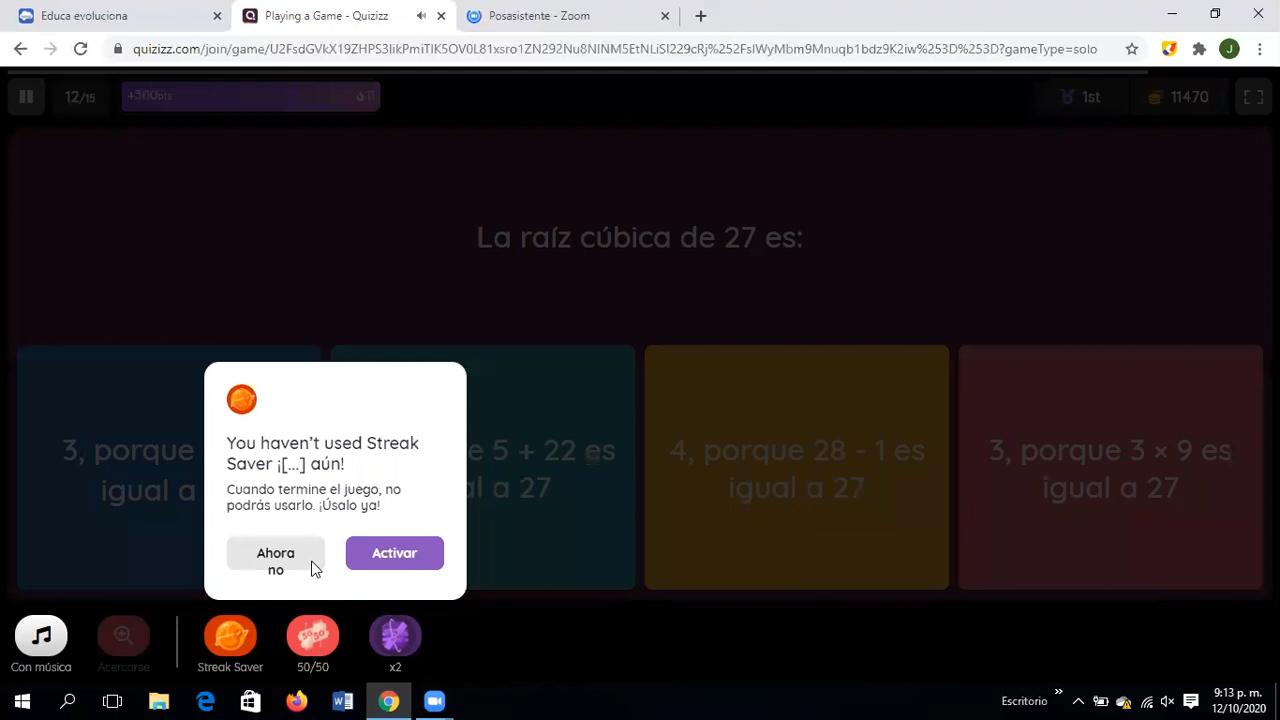 Educa evoluciona
Playing a Game - Quizizz
Posasistente - Zoom
quizizz.com/join/game/U2FsdGVkX19ZHPS3likPmiTlK5OV0L81xsro1ZN292Nu8NlNM5EtNLiSI229cRj%252FsIWyMbm9Mnuqb1bdz9K2iw%253D%253D?gameType=solo
J
12/15
+300pts
11
1st
11470
La raíz cúbica de 27 es:
3, porque
igual a
e 5 + 22 es
al a 27
4, porque 28 - 1 es
igual a 27
3, porque 3 × 9 es
igual a 27
You haven't used Streak
Saver ¡[...] aún!
Cuando termine el juego, no
podrás usarlo. ¡Úsalo ya!
Ahora
no
Activar
Con música
Acercarse
Streak Saver
50/50
x2
Escritorio
9:13 p. m.
12/10/2020